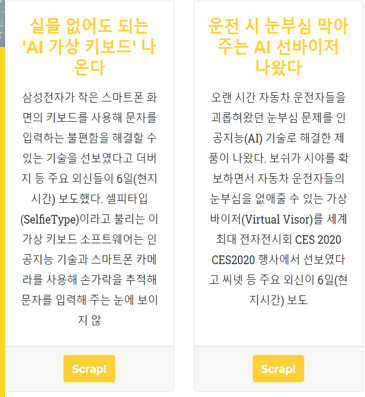 실물 없어도 되는
'AI 가상 키보드' 나
온다
삼성전자가 작은 스마트폰 화
면의 키보드를 사용해 문자를
입력하는 불편함을 해결할 수
있는 기술을 선보였다고 더버
지 등 주요 외신들이 6일(현지
시간) 보도했다. 셀피타입
(SelfieType)이라고 불리는 이
가상 키보드 소프트웨어는 인
공지능 기술과 스마트폰 카메
라를 사용해 손가락을 추적해
문자를 입력해 주는 눈에 보이
지 않
Scrap!
운전 시 눈부심 막아
주는 AI 선바이저
나왔다
오랜 시간 자동차 운전자들을
괴롭혀왔던 눈부심 문제를 인
공지능(AI) 기술로 해결한 제
품이 나왔다. 보쉬가 시야를 확
보하면서 자동차 운전자들의
눈부심을 없애줄 수 있는 가상
바이저(Virtual Visor)를 세계
최대 전자전시회 CES 2020
CES2020 행사에서 선보였다
고 씨넷 등 주요 외신이 6일(현
지시간) 보도
Scrap!